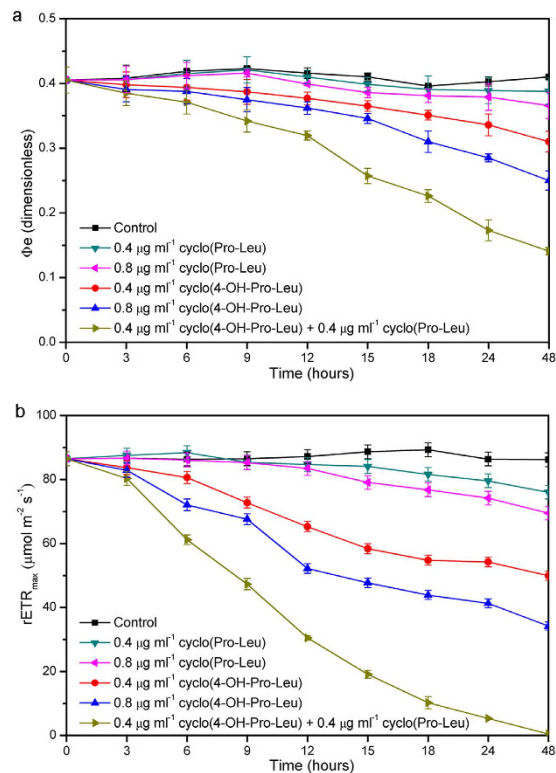 a
0.5
0.4
0.3
0.2
0.1
0.0
Φe (dimensionless)
Control
0.4 μg ml⁻¹ cyclo(Pro-Leu)
0.8 μg ml⁻¹ cyclo(Pro-Leu)
0.4 μg ml⁻¹ cyclo(4-OH-Pro-Leu)
0.8 μg ml⁻¹ cyclo(4-OH-Pro-Leu)
0.4 μg ml⁻¹ cyclo(4-OH-Pro-Leu) + 0.4 μg ml⁻¹ cyclo(Pro-Leu)
0 3 6 9 12 15 18 24 48
Time (hours)
b
100
80
60
40
20
0
rETRmax (μmol m⁻² s⁻¹)
Control
0.4 μg ml⁻¹ cyclo(Pro-Leu)
0.8 μg ml⁻¹ cyclo(Pro-Leu)
0.4 μg ml⁻¹ cyclo(4-OH-Pro-Leu)
0.8 μg ml⁻¹ cyclo(4-OH-Pro-Leu)
0.4 μg ml⁻¹ cyclo(4-OH-Pro-Leu) + 0.4 μg ml⁻¹ cyclo(Pro-Leu)
0 3 6 9 12 15 18 24 48
Time (hours)